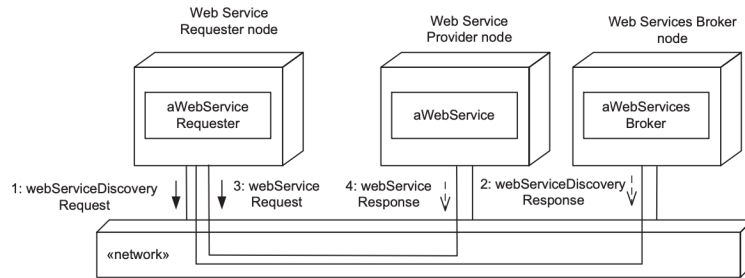 Web Service
Requester node
Web Service
Provider node
Web Services Broker
node
aWebService
Requester
aWebService
aWebServices
Broker
1: webServiceDiscovery
Request
3: webService
Request
4: webService
Response
2: webServiceDiscovery
Response
«network»